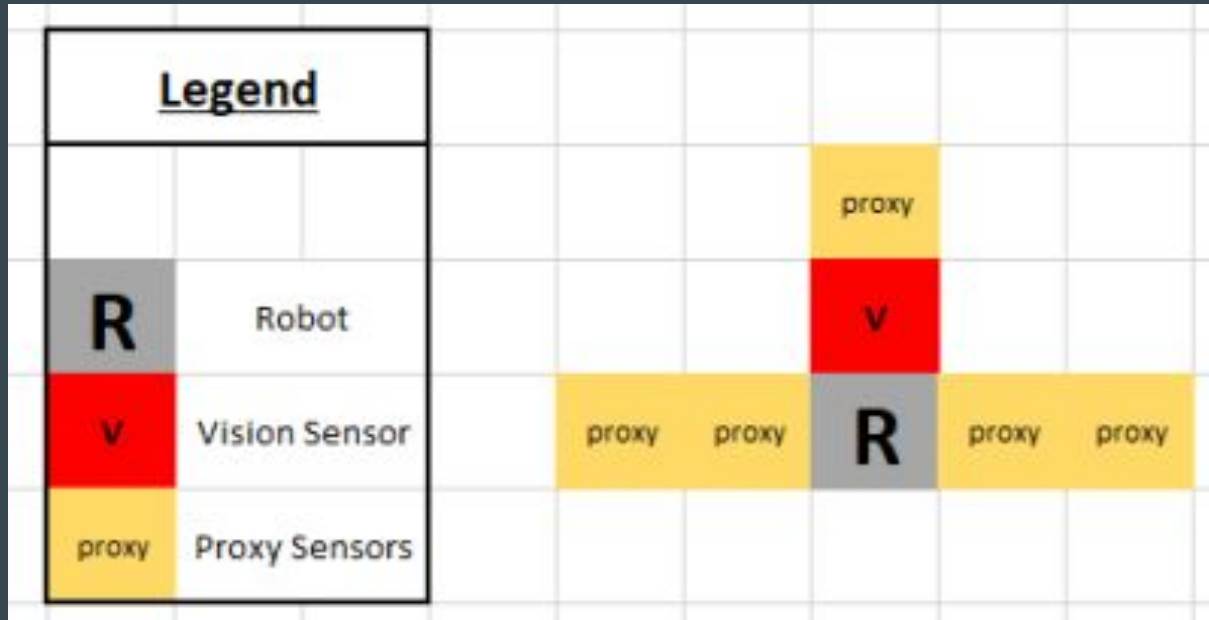 Legend
R Robot
V Vision Sensor
proxy Proxy Sensors
proxy
V
proxy proxy R proxy proxy